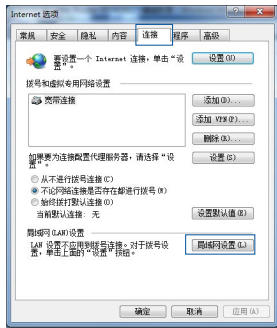 Internet 选项
常规 安全 隐私 内容 连接 程序 高级
要设置一个 Internet 连接，单击“设置”。
设置(U)
拨号和虚拟专用网络设置
宽带连接
添加(D)...
添加 VPN(P)...
删除(R)...
如果要为连接配置代理服务器，请选择“设置”。
设置(S)
从不进行拨号连接(C)
不论网络连接是否存在都进行拨号(W)
始终拨打默认连接(O)
当前默认连接: 无
设置默认值(E)
局域网(LAN)设置
LAN 设置不应用到拨号连接。对于拨号设置，单击上面的“设置”按钮。
局域网设置(L)
确定 取消 应用(A)